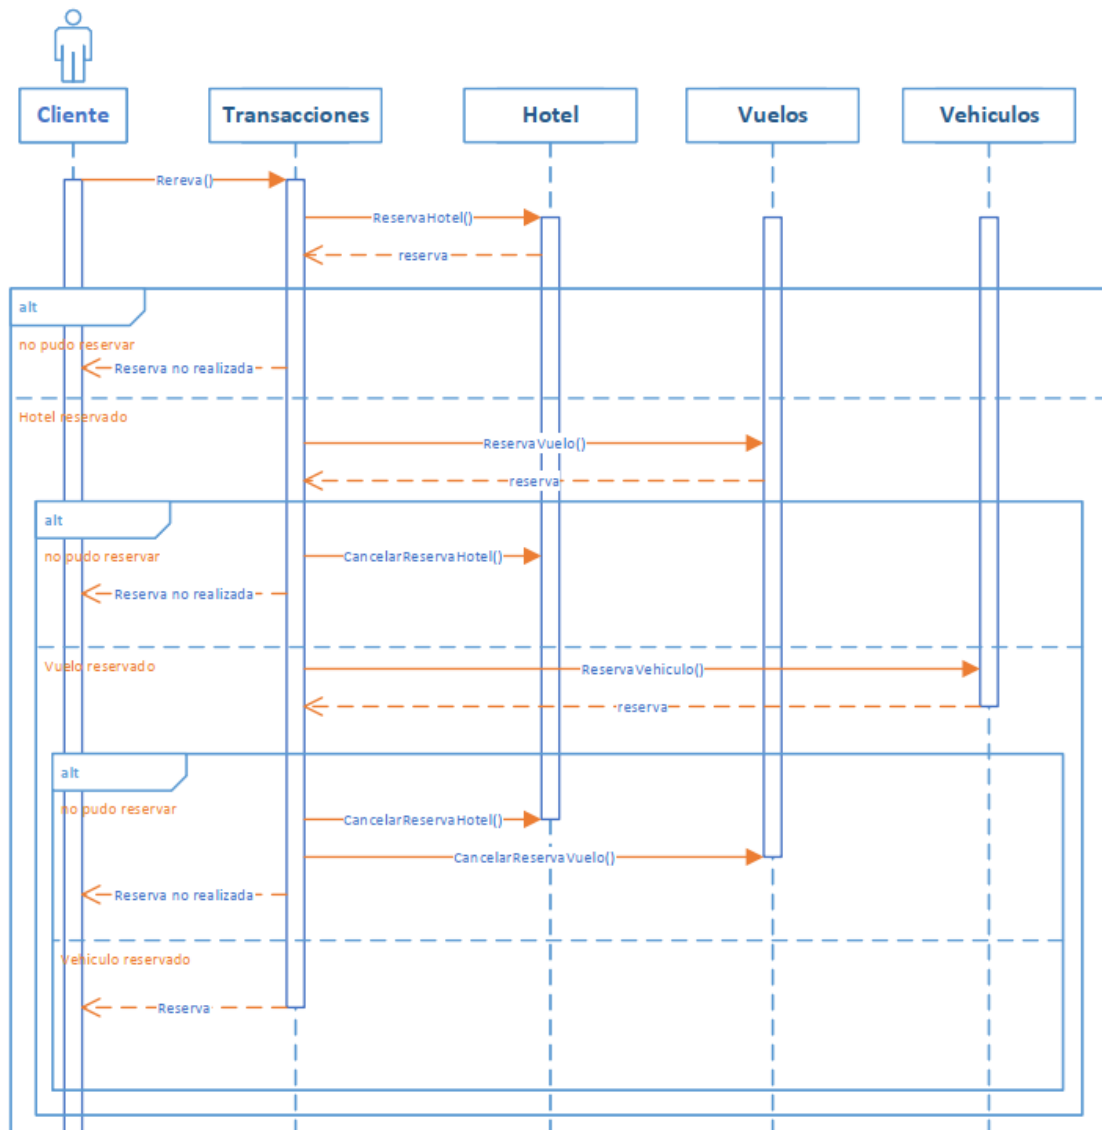 Cliente
Transacciones
Hotel
Vuelos
Vehiculos
Rereva()
ReservaHotel()
reserva
alt
no pudo reservar
Reserva no realizada
Hotel reservado
ReservaVuelo()
reserva
alt
no pudo reservar
CancelarReservaHotel()
Reserva no realizada
Vuelo reservado
ReservaVehiculo()
reserva
alt
no pudo reservar
CancelarReservaHotel()
CancelarReservaVuelo()
Reserva no realizada
Vehiculo reservado
Reserva